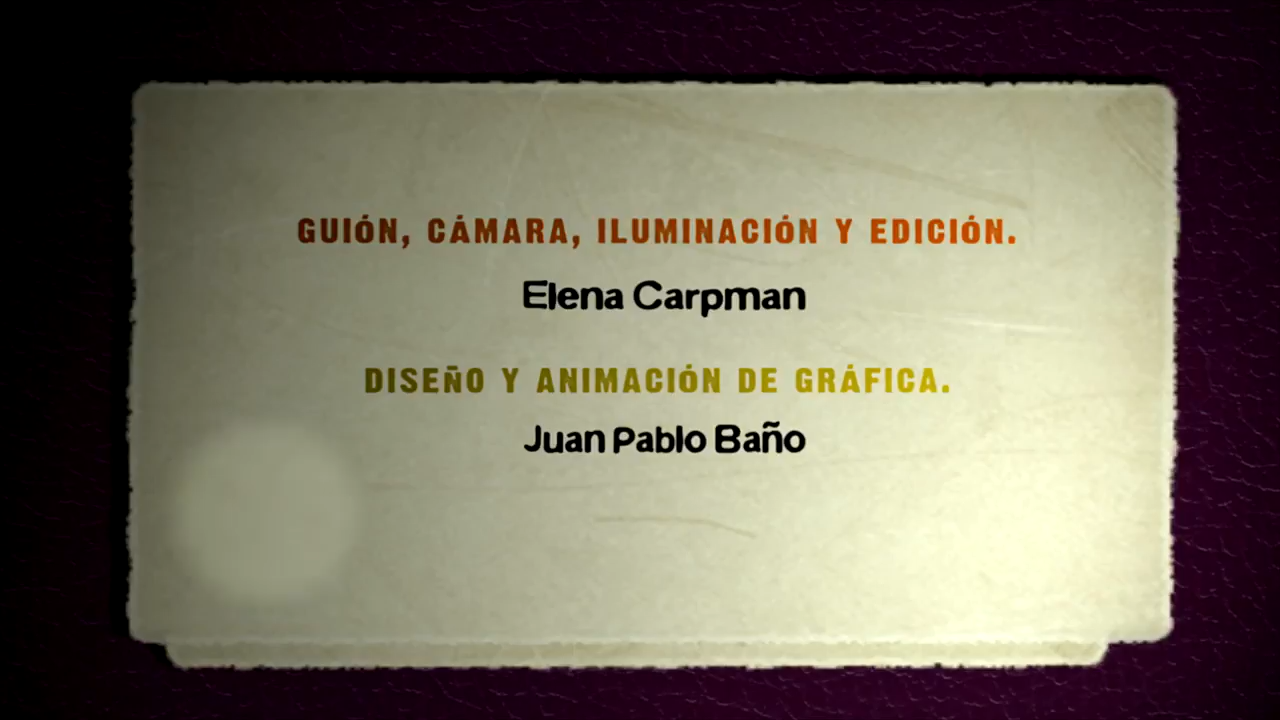 GUIÓN, CÁMARA, ILUMINACIÓN Y EDICIÓN.
Elena Carpman
DISEÑO Y ANIMACIÓN DE GRÁFICA.
Juan Pablo Baño